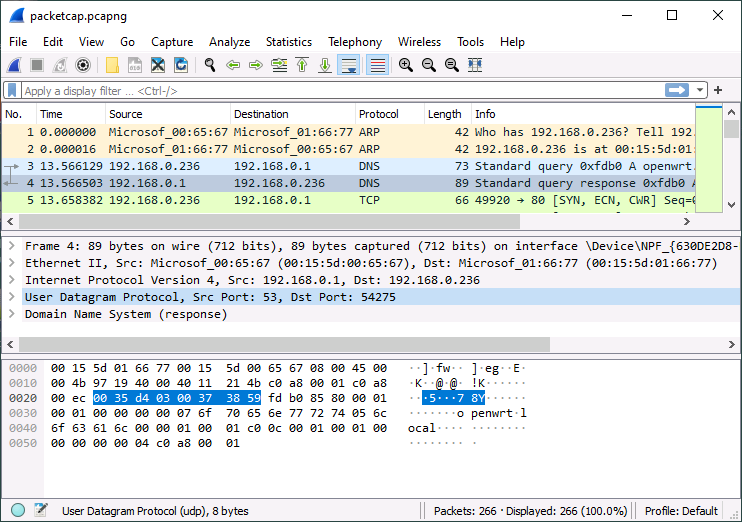 packetcap.pcapng
File Edit View Go Capture Analyze Statistics Telephony Wireless Tools Help
Apply a display filter ... <Ctrl-/>
No. Time Source Destination Protocol Length Info
1 0.000000 Microsof_00:65:67 Microsof_01:66:77 ARP 42 Who has 192.168.0.236? Tell 192.
2 0.000016 Microsof_01:66:77 Microsof_00:65:67 ARP 42 192.168.0.236 is at 00:15:5d:01:
3 13.566129 192.168.0.236 192.168.0.1 DNS 73 Standard query 0xfdb0 A openwrt.
4 13.566503 192.168.0.1 192.168.0.236 DNS 89 Standard query response 0xfdb0 A
5 13.658382 192.168.0.236 192.168.0.1 TCP 66 49920 → 80 [SYN, ECN, CWR] Seq=0
Frame 4: 89 bytes on wire (712 bits), 89 bytes captured (712 bits) on interface \Device\NPF_{630DE2D8-
Ethernet II, Src: Microsof_00:65:67 (00:15:5d:00:65:67), Dst: Microsof_01:66:77 (00:15:5d:01:66:77)
Internet Protocol Version 4, Src: 192.168.0.1, Dst: 192.168.0.236
User Datagram Protocol, Src Port: 53, Dst Port: 54275
Domain Name System (response)
0000 00 15 5d 01 66 77 00 15 5d 00 65 67 08 00 45 00 ··]·fw·· ]·eg··E·
0010 00 4b 97 19 40 00 40 11 21 4b c0 a8 00 01 c0 a8 ·K··@·@· !K······
0020 00 ec 00 35 d4 03 00 37 38 59 fd b0 85 80 00 01 ···5···7 8Y······
0030 00 01 00 00 00 00 07 6f 70 65 6e 77 72 74 05 6c ·······o penwrt·l
0040 6f 63 61 6c 00 00 01 00 01 c0 0c 00 01 00 01 00 ocal···· ········
0050 00 00 00 00 04 c0 a8 00 01 ········ ·
User Datagram Protocol (udp), 8 bytes Packets: 266 · Displayed: 266 (100.0%) Profile: Default